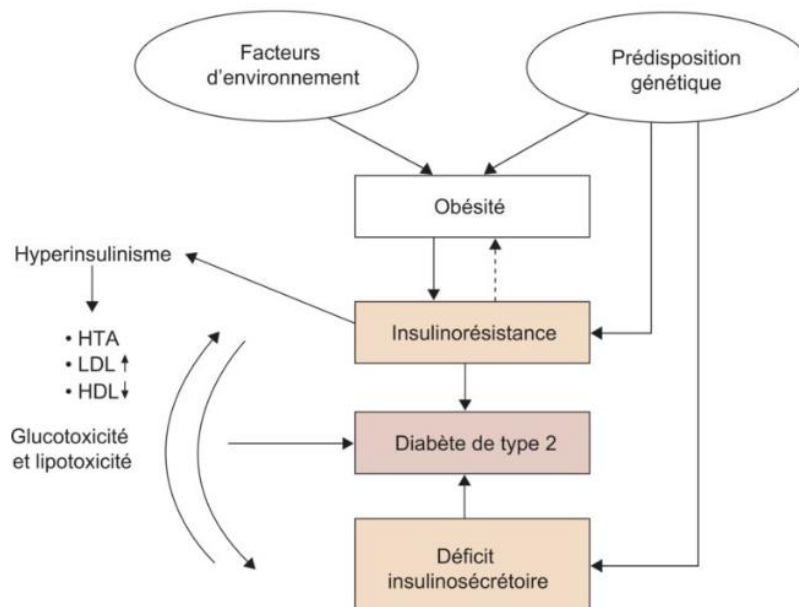 Facteurs
d'environnement
Prédisposition
génétique
Obésité
Hyperinsulinisme
Insulinorésistance
• HTA
• LDL ↑
• HDL ↓
Glucotoxicité
et lipotoxicité
Diabète de type 2
Déficit
insulinosécrétoire